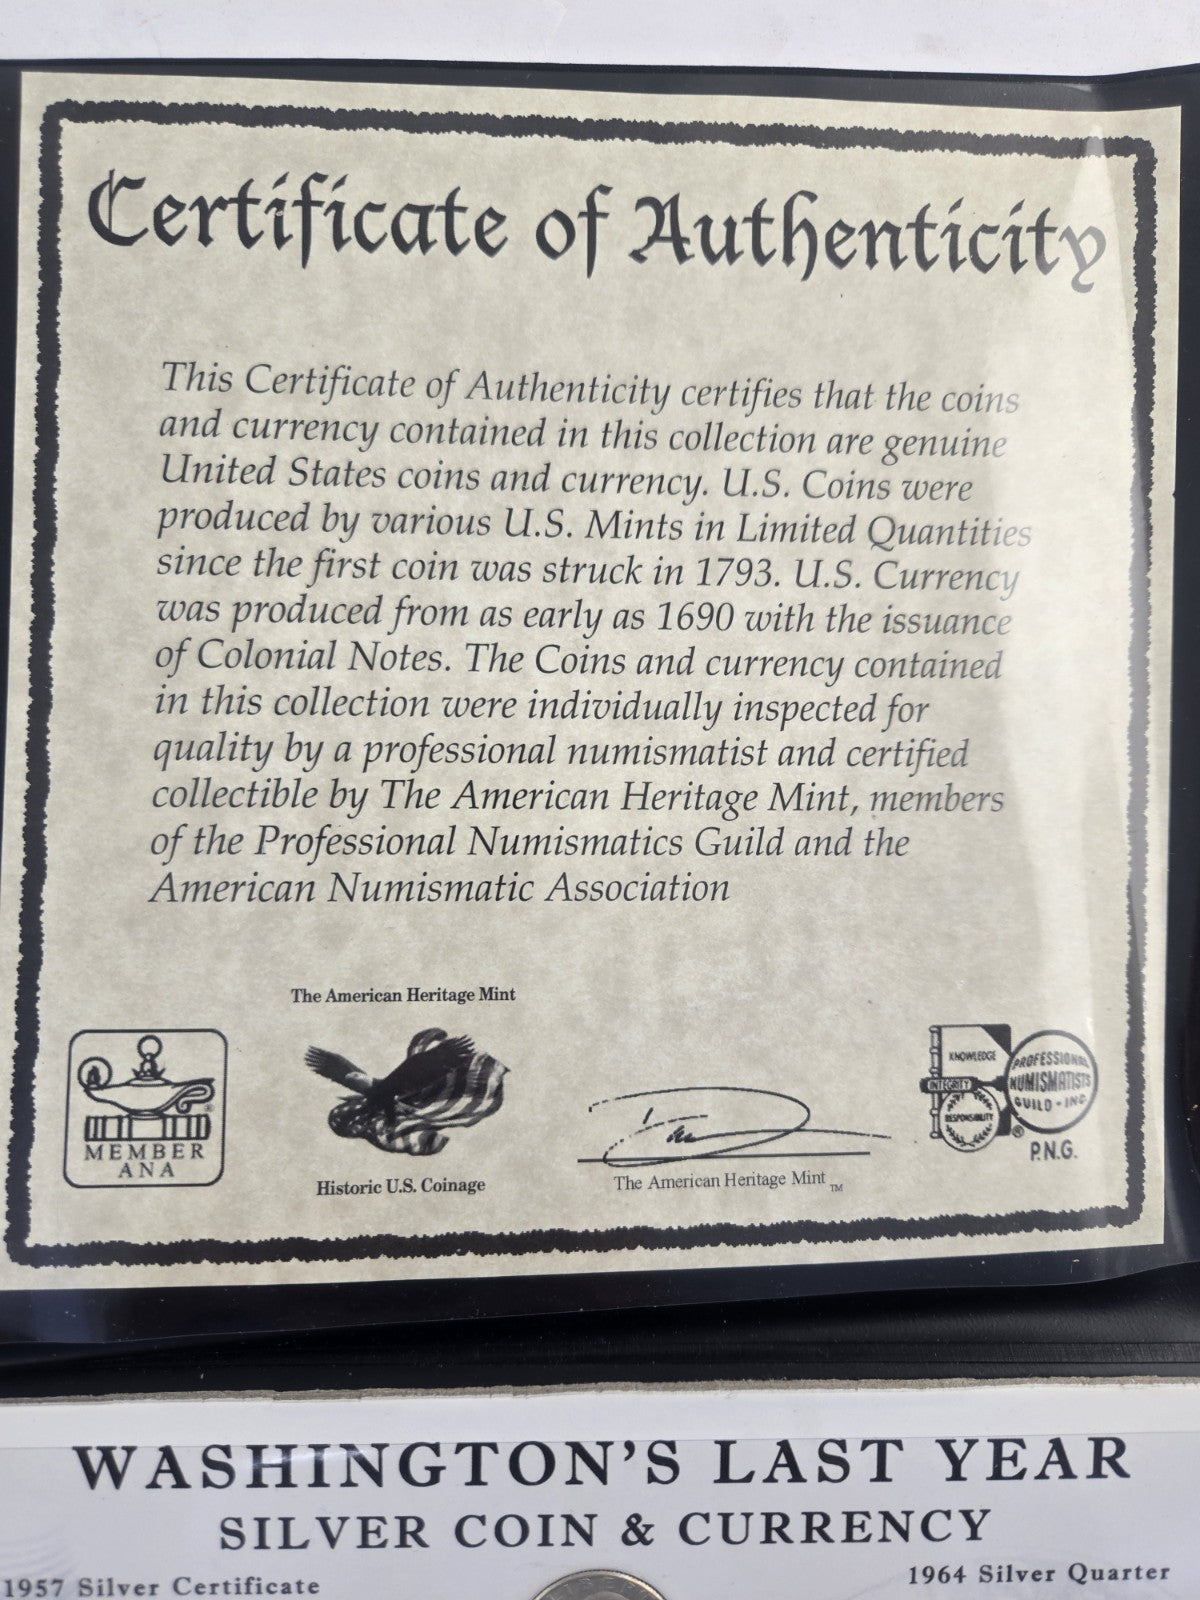 Certificate of Authenticity
This Certificate of Authenticity certifies that the coins
and currency contained in this collection are genuine
United States coins and currency. U.S. Coins were
produced by various U.S. Mints in Limited Quantities
since the first coin was struck in 1793. U.S. Currency
was produced from as early as 1690 with the issuance
of Colonial Notes. The Coins and currency contained
in this collection were individually inspected for
quality by a professional numismatist and certified
collectible by The American Heritage Mint, members
of the Professional Numismatics Guild and the
American Numismatic Association
The American Heritage Mint
MEMBER
ANA
Historic U.S. Coinage
The American Heritage Mint TM
KNOWLEDGE
INTEGRITY
RESPONSIBILITY
PROFESSIONAL
NUMISMATISTS
GUILD - INC
®
P.N.G.
WASHINGTON'S LAST YEAR
SILVER COIN & CURRENCY
1957 Silver Certificate
1964 Silver Quarter